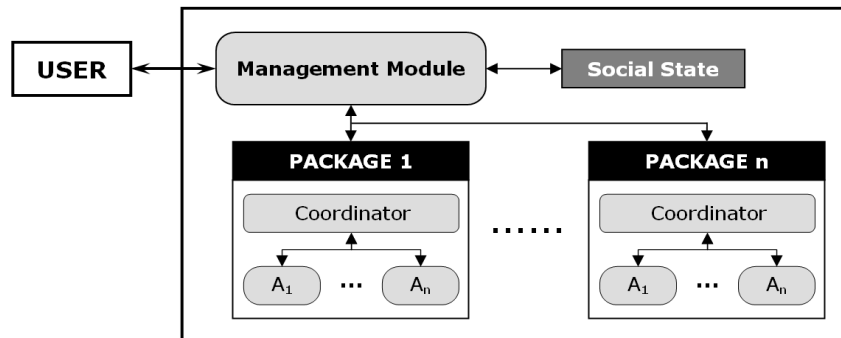 USER
Management Module
Social State
PACKAGE 1
PACKAGE n
Coordinator
......
Coordinator
A1 ... An
A1 ... An